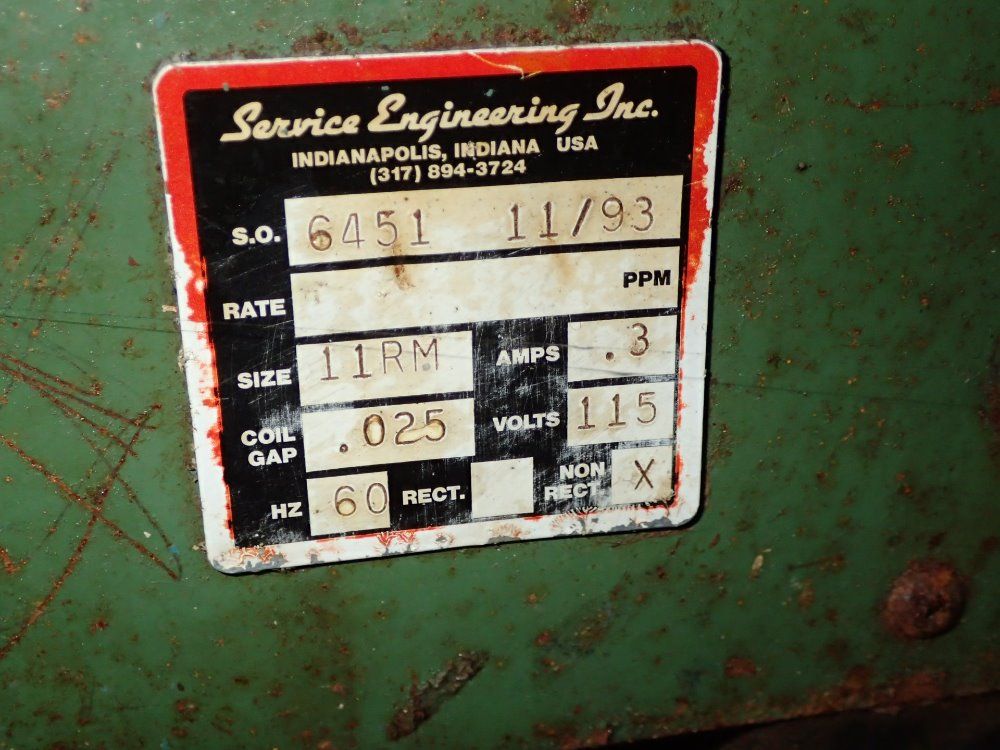 Service Engineering Inc.
INDIANAPOLIS, INDIANA USA
(317) 894-3724
S.O. 6451 11/93
RATE PPM
SIZE 11RM AMPS .3
COIL GAP .025 VOLTS 115
HZ 60 RECT. NON RECT. X